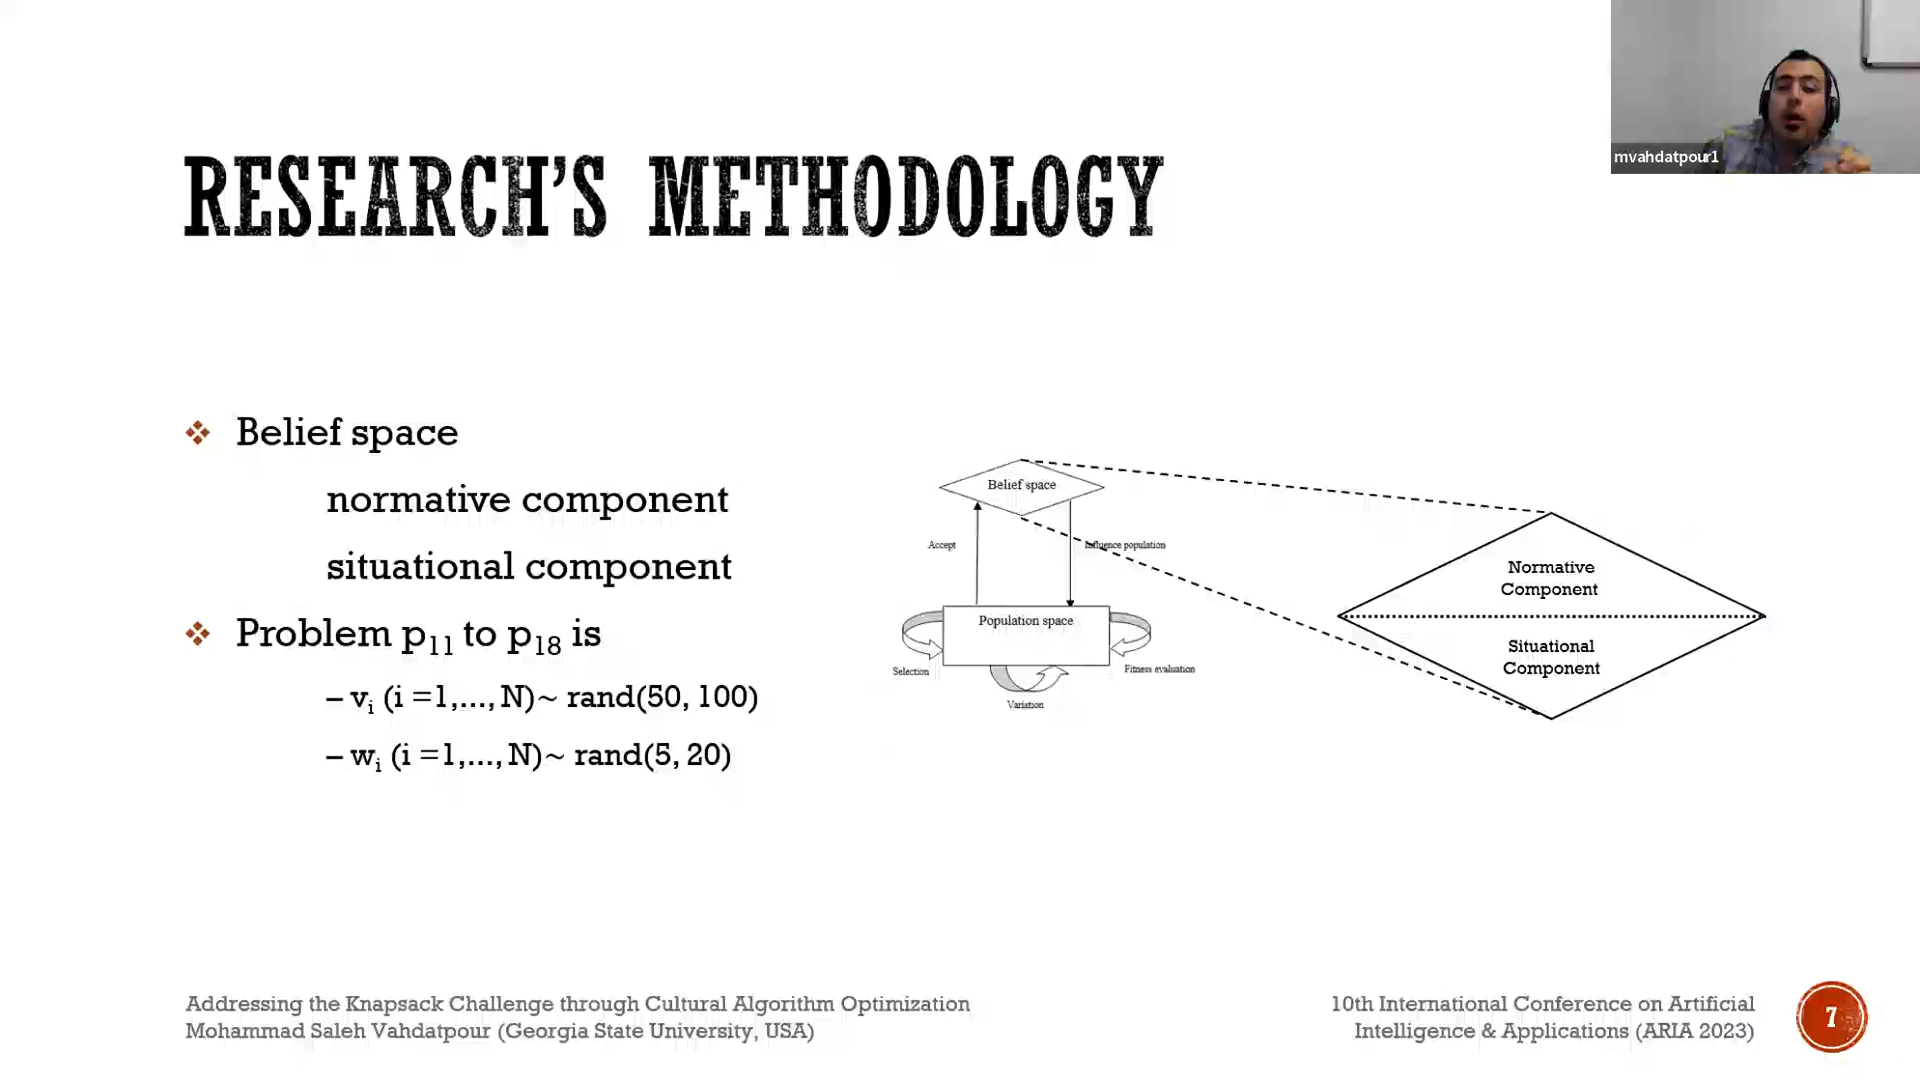 mvahdatpour1
RESEARCH'S METHODOLOGY
❖ Belief space
normative component
situational component
❖ Problem p11 to p18 is
– vi (i =1,..., N)~ rand(50, 100)
– wi (i =1,..., N)~ rand(5, 20)
Belief space
Accept
Influence population
Population space
Selection
Fitness evaluation
Variation
Normative
Component
Situational
Component
Addressing the Knapsack Challenge through Cultural Algorithm Optimization
Mohammad Saleh Vahdatpour (Georgia State University, USA)
10th International Conference on Artificial
Intelligence & Applications (ARIA 2023)
7